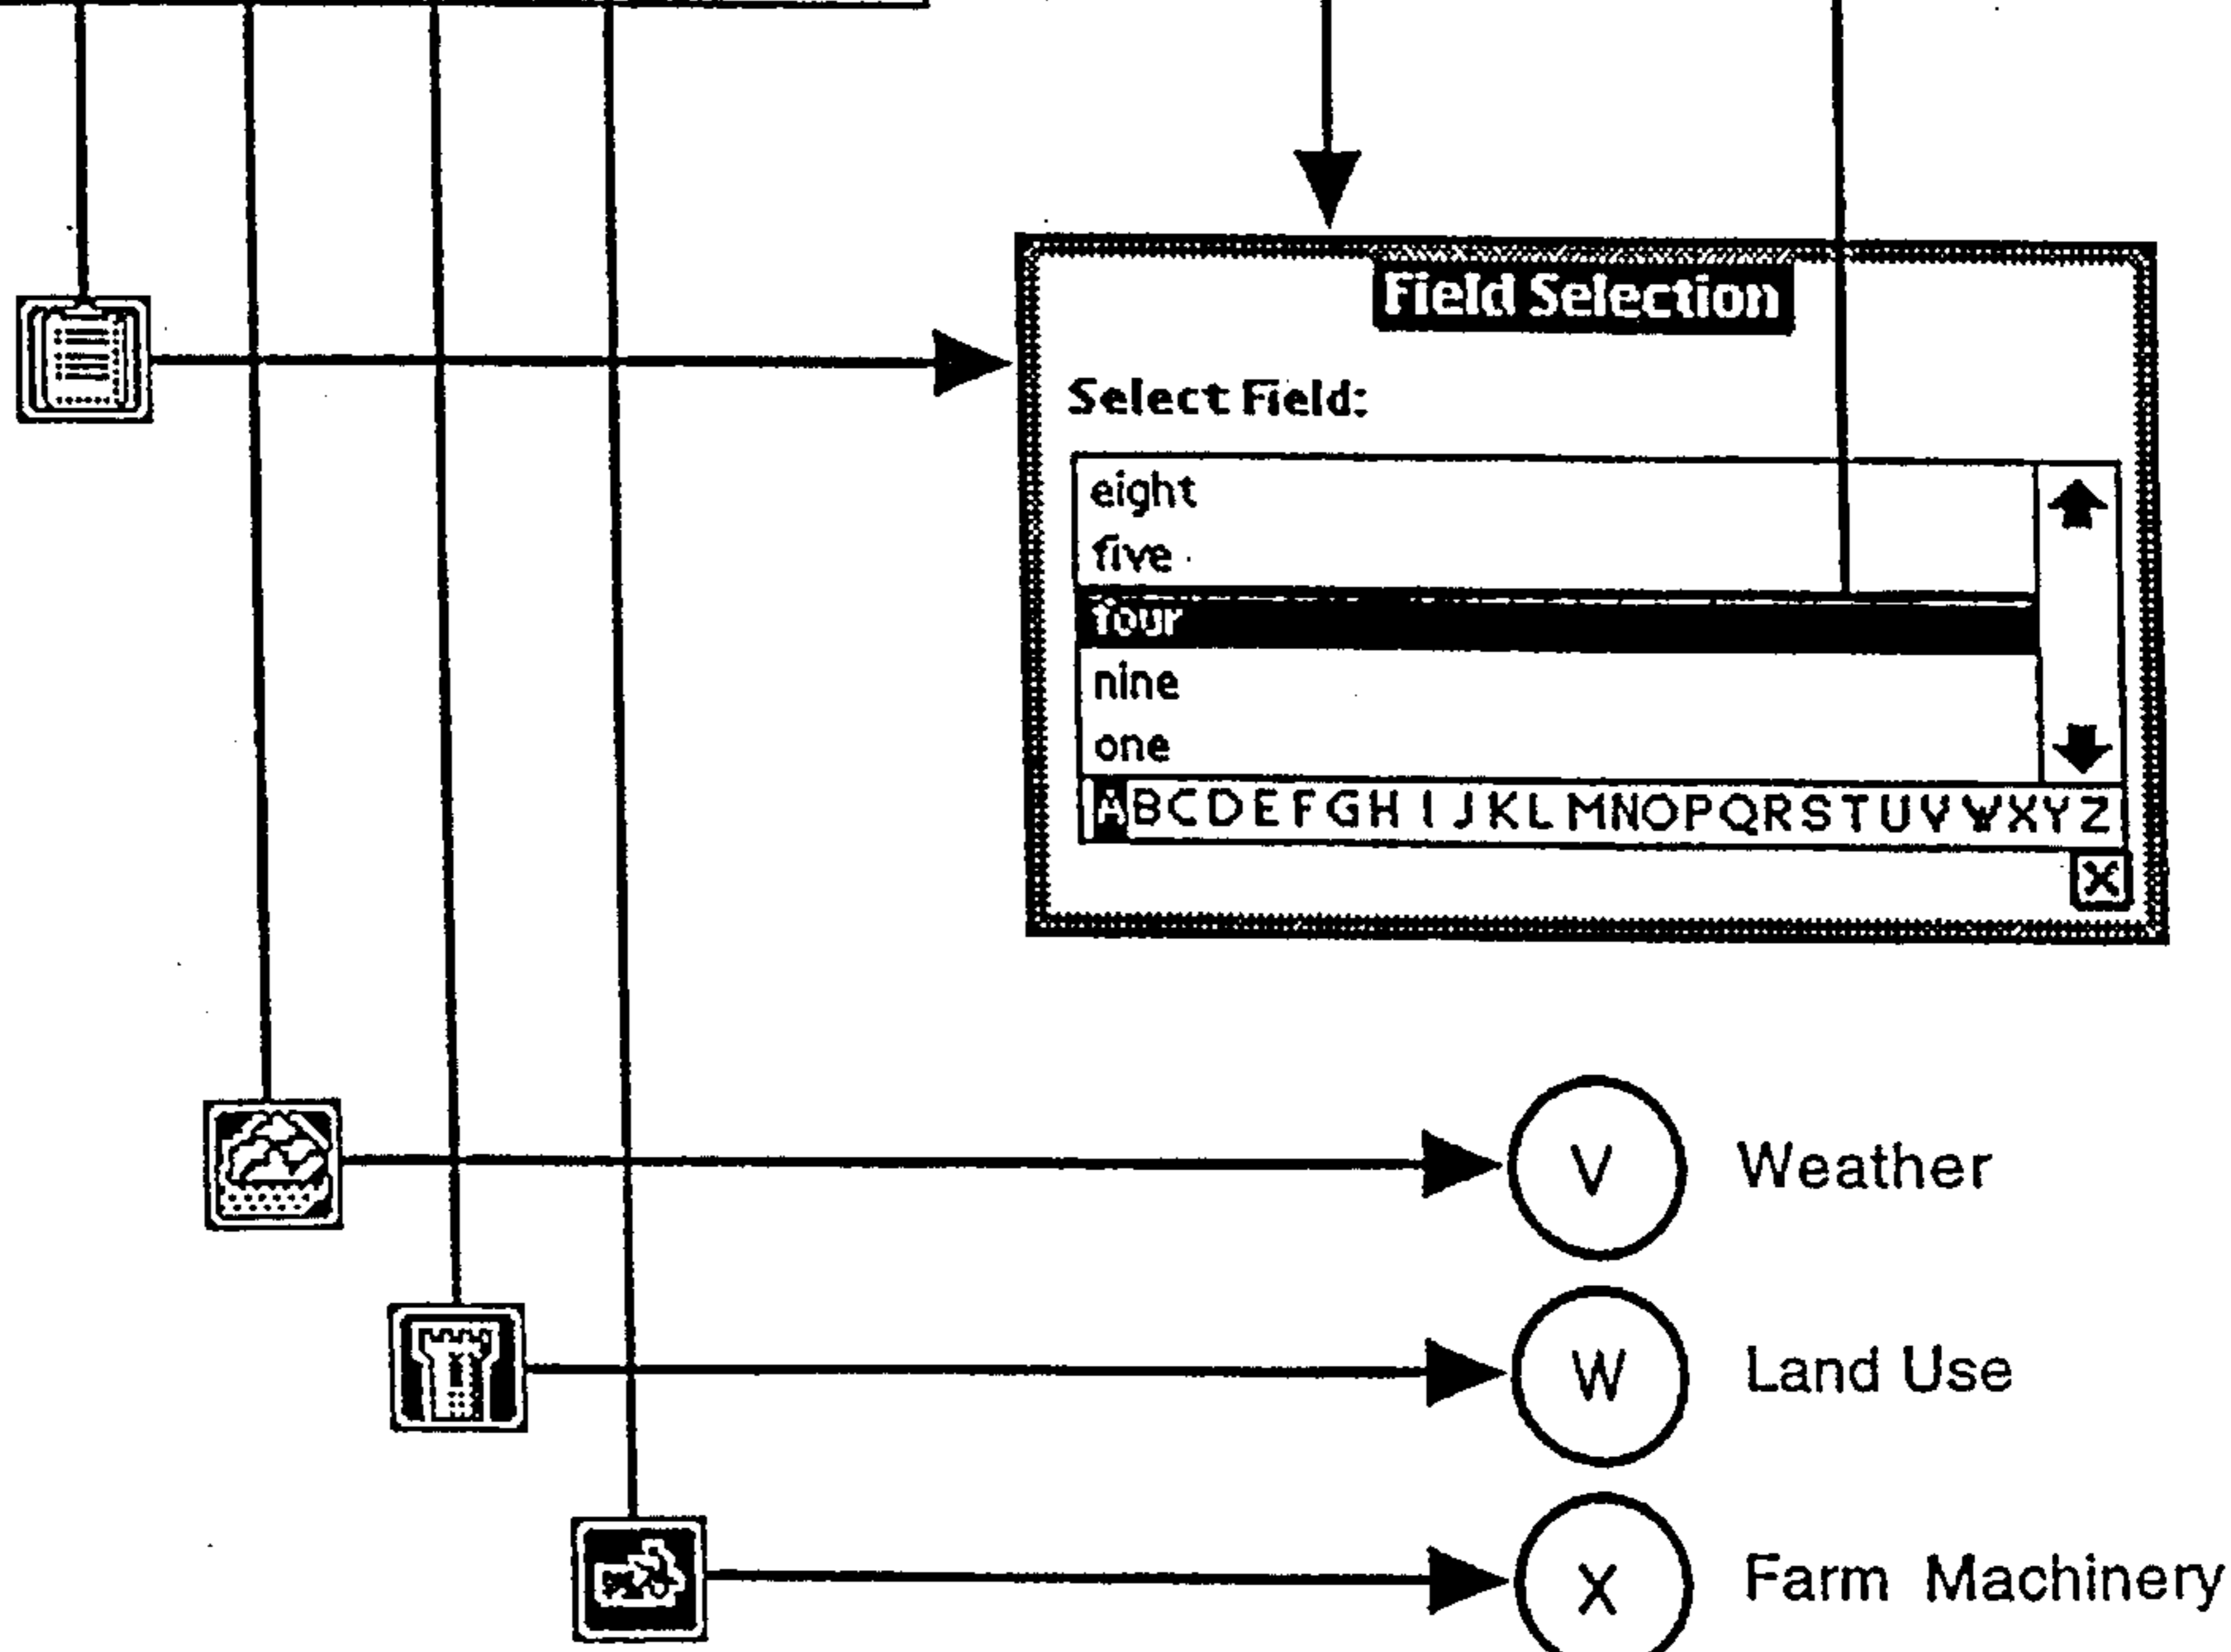 Field Selection
Select Field:
eight
five
four
nine
one
ABCDEFGHIJKLMNOPQRSTUVWXYZ
X
V Weather
W Land Use
X Farm Machinery